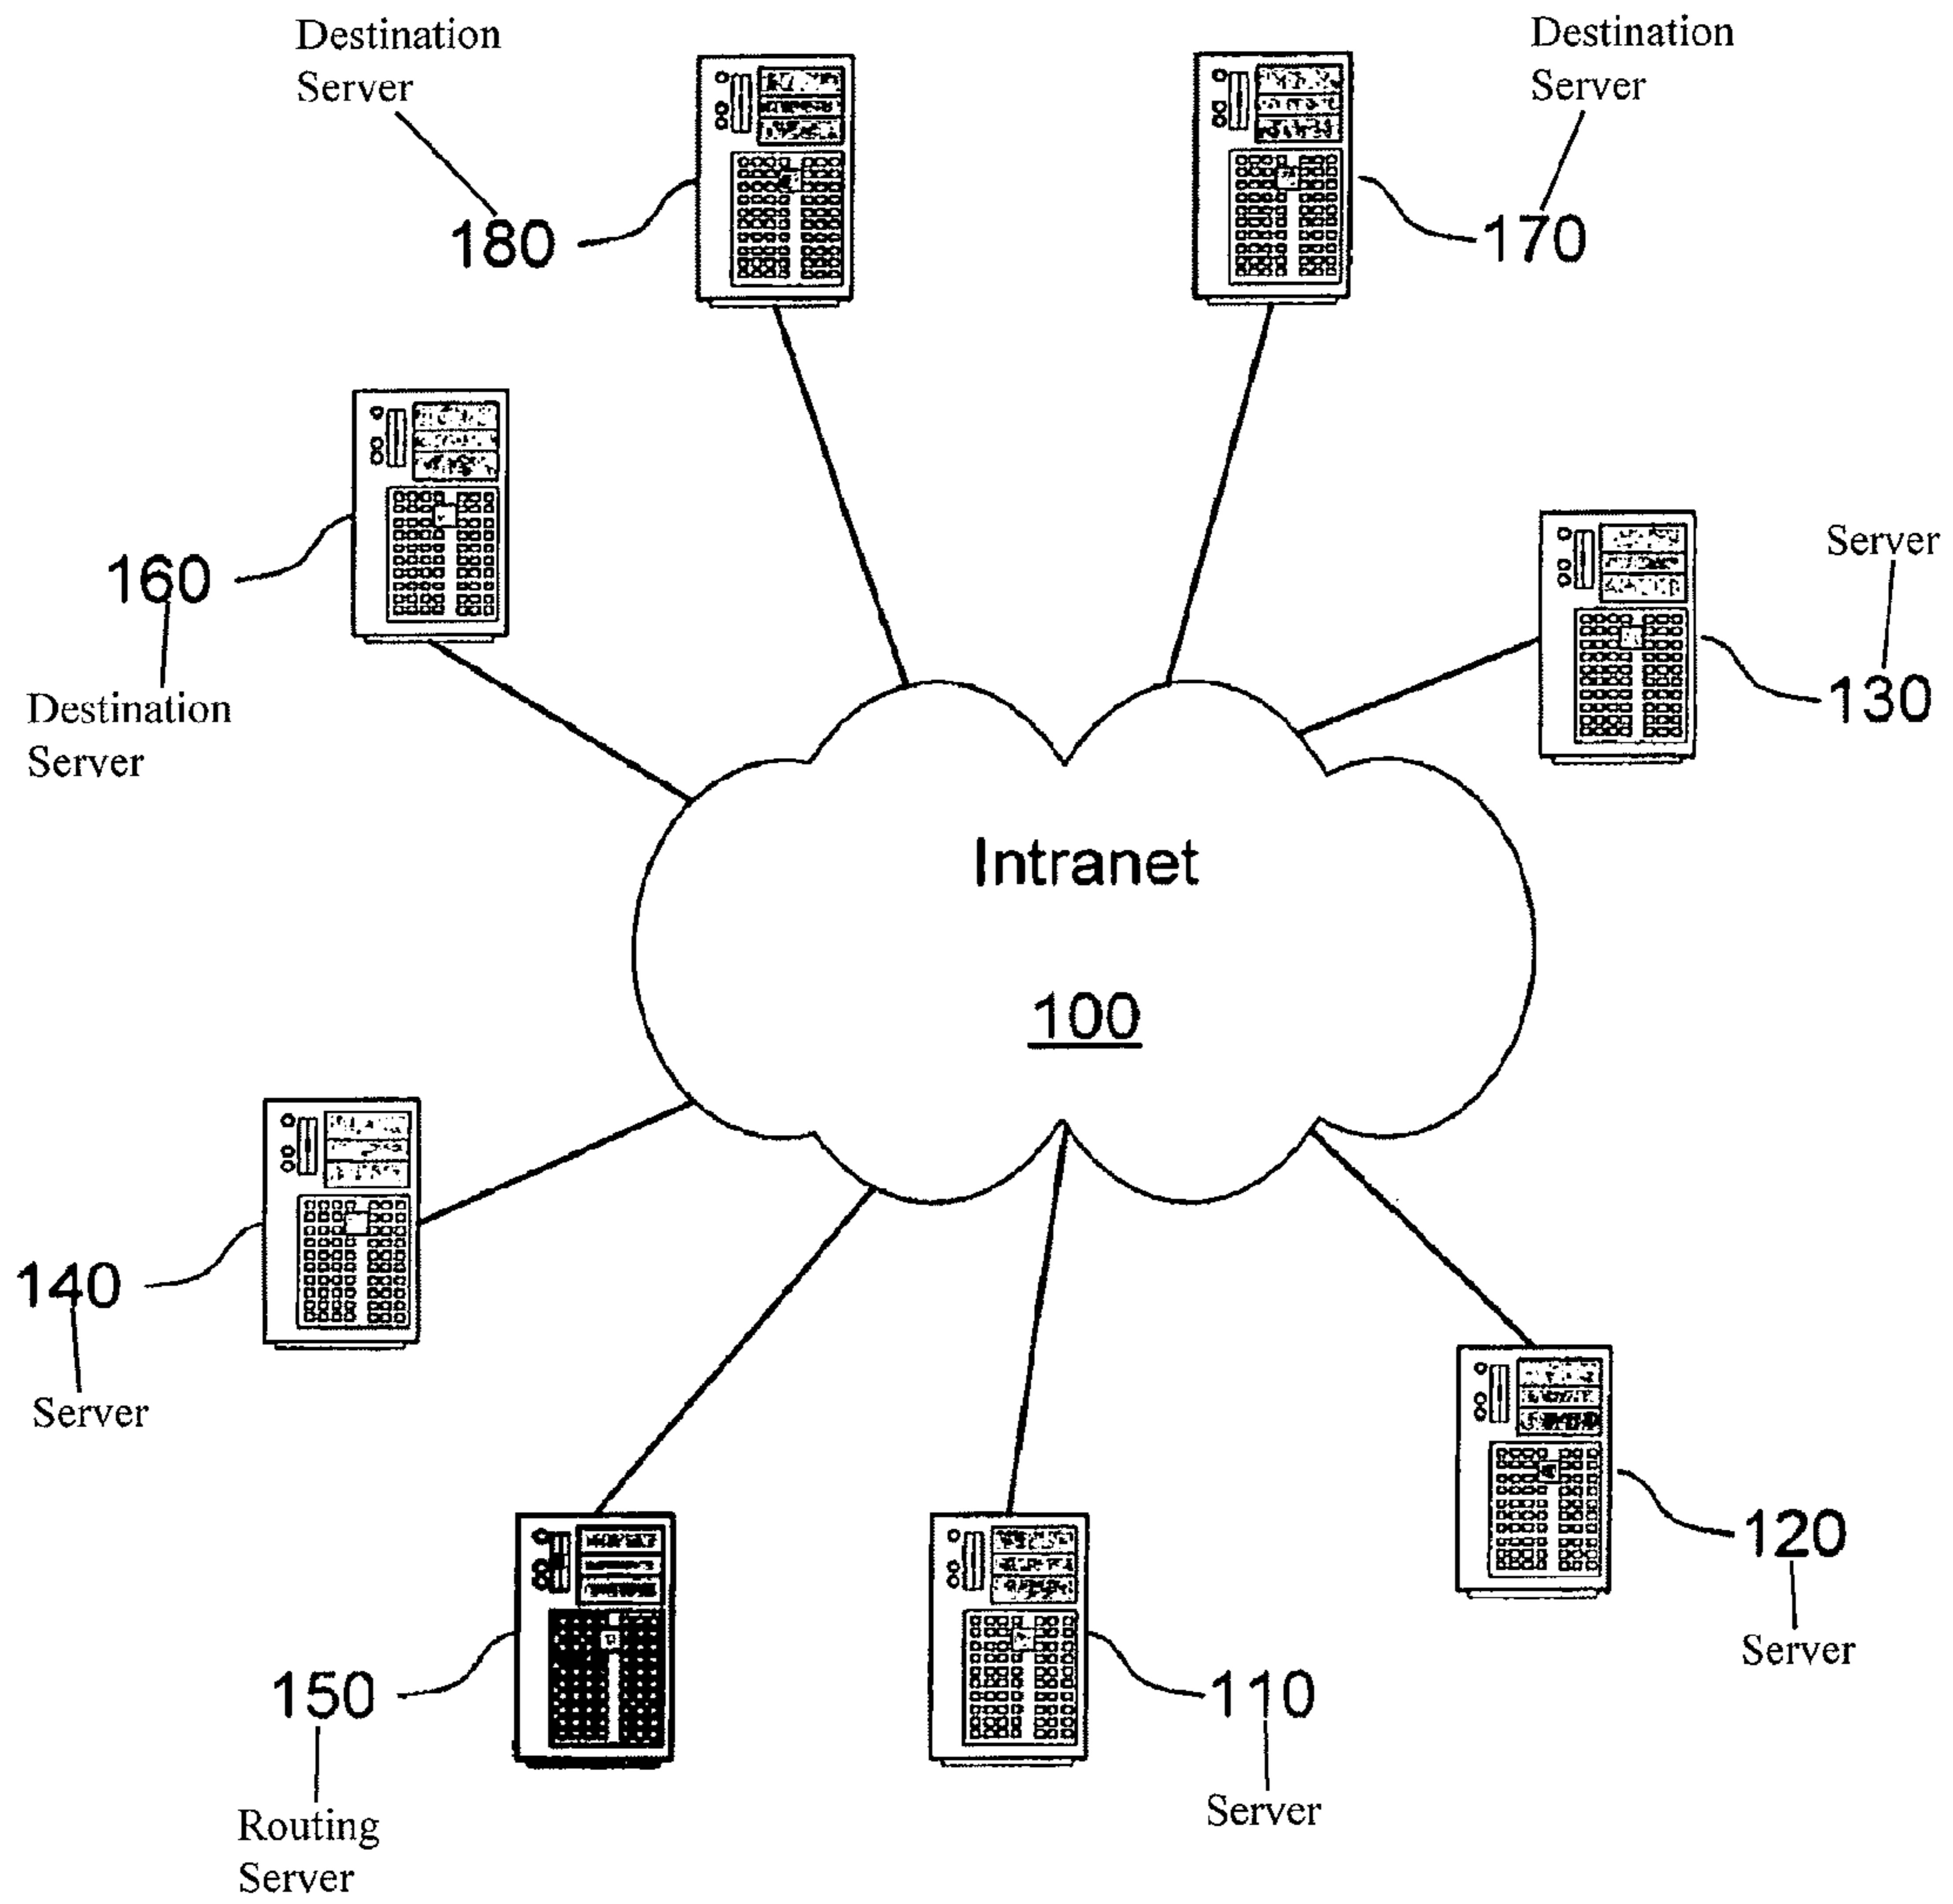 Destination
Server
180
Destination
Server
170
160
Destination
Server
Server
130
Intranet
100
140
Server
120
Server
150
Routing
Server
110
Server